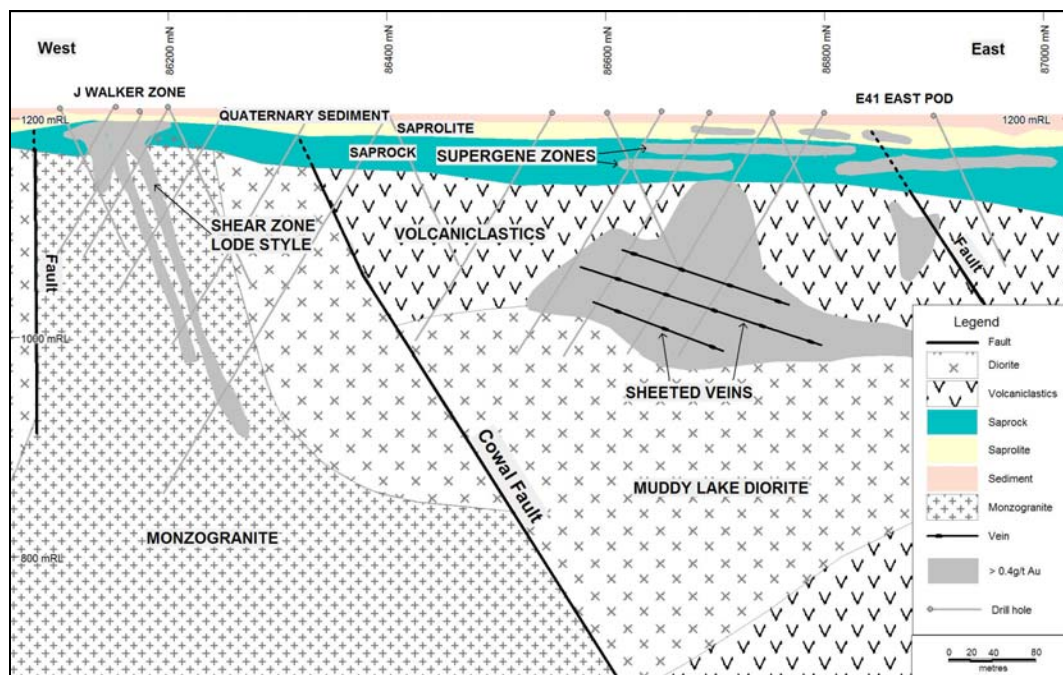 86200 mN
86400 mN
86600 mN
86800 mN
87000 mN
West
East
J WALKER ZONE
E41 EAST POD
1200 mRL
QUATERNARY SEDIMENT
1200 mRL
SAPROLITE
SAPROCK
SUPERGENE ZONES
SHEAR ZONE
LODE STYLE
VOLCANICLASTICS
Fault
Fault
1000 mRL
SHEETED VEINS
Cowal Fault
MUDDY LAKE DIORITE
MONZOGRANITE
800 mRL
Legend
Fault
Diorite
Volcaniclastics
Saprock
Saprolite
Sediment
Monzogranite
Vein
> 0.4g/t Au
Drill hole
0 20 40 80
metres